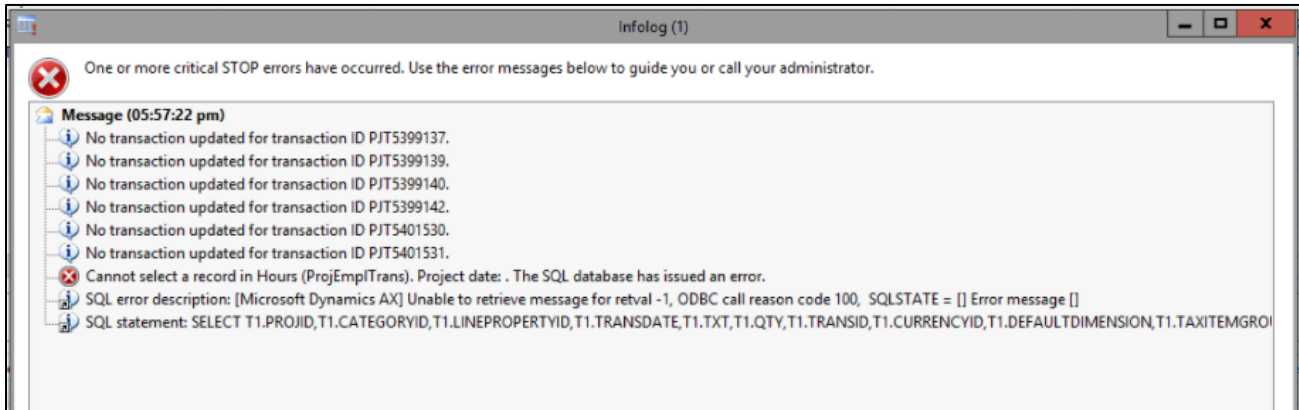 Infolog (1)
One or more critical STOP errors have occurred. Use the error messages below to guide you or call your administrator.
Message (05:57:22 pm)
No transaction updated for transaction ID PJT5399137.
No transaction updated for transaction ID PJT5399139.
No transaction updated for transaction ID PJT5399140.
No transaction updated for transaction ID PJT5399142.
No transaction updated for transaction ID PJT5401530.
No transaction updated for transaction ID PJT5401531.
Cannot select a record in Hours (ProjEmplTrans). Project date: . The SQL database has issued an error.
SQL error description: [Microsoft Dynamics AX] Unable to retrieve message for retval -1, ODBC call reason code 100, SQLSTATE = [] Error message []
SQL statement: SELECT T1.PROJID,T1.CATEGORYID,T1.LINEPROPERTYID,T1.TRANSDATE,T1.TXT,T1.QTY,T1.TRANSID,T1.CURRENCYID,T1.DEFAULTDIMENSION,T1.TAXITEMGRO